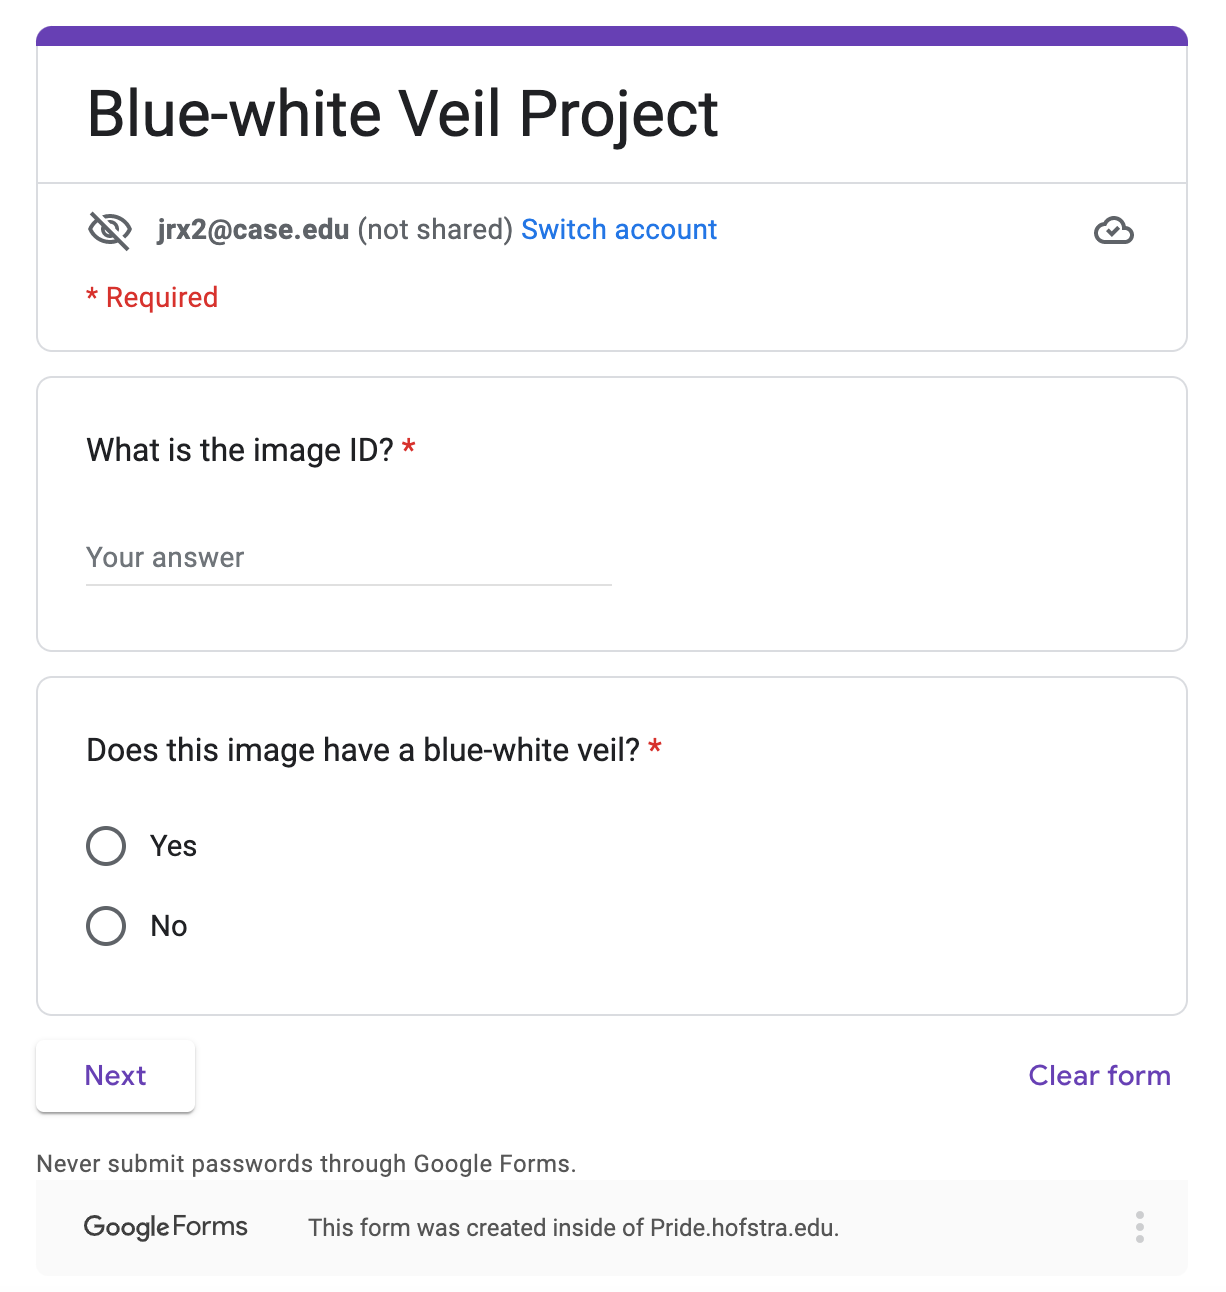 Blue-white Veil Project
jrx2@case.edu (not shared) Switch account
* Required
What is the image ID? *
Your answer
Does this image have a blue-white veil? *
Yes
No
Next
Clear form
Never submit passwords through Google Forms.
Google Forms
This form was created inside of Pride.hofstra.edu.